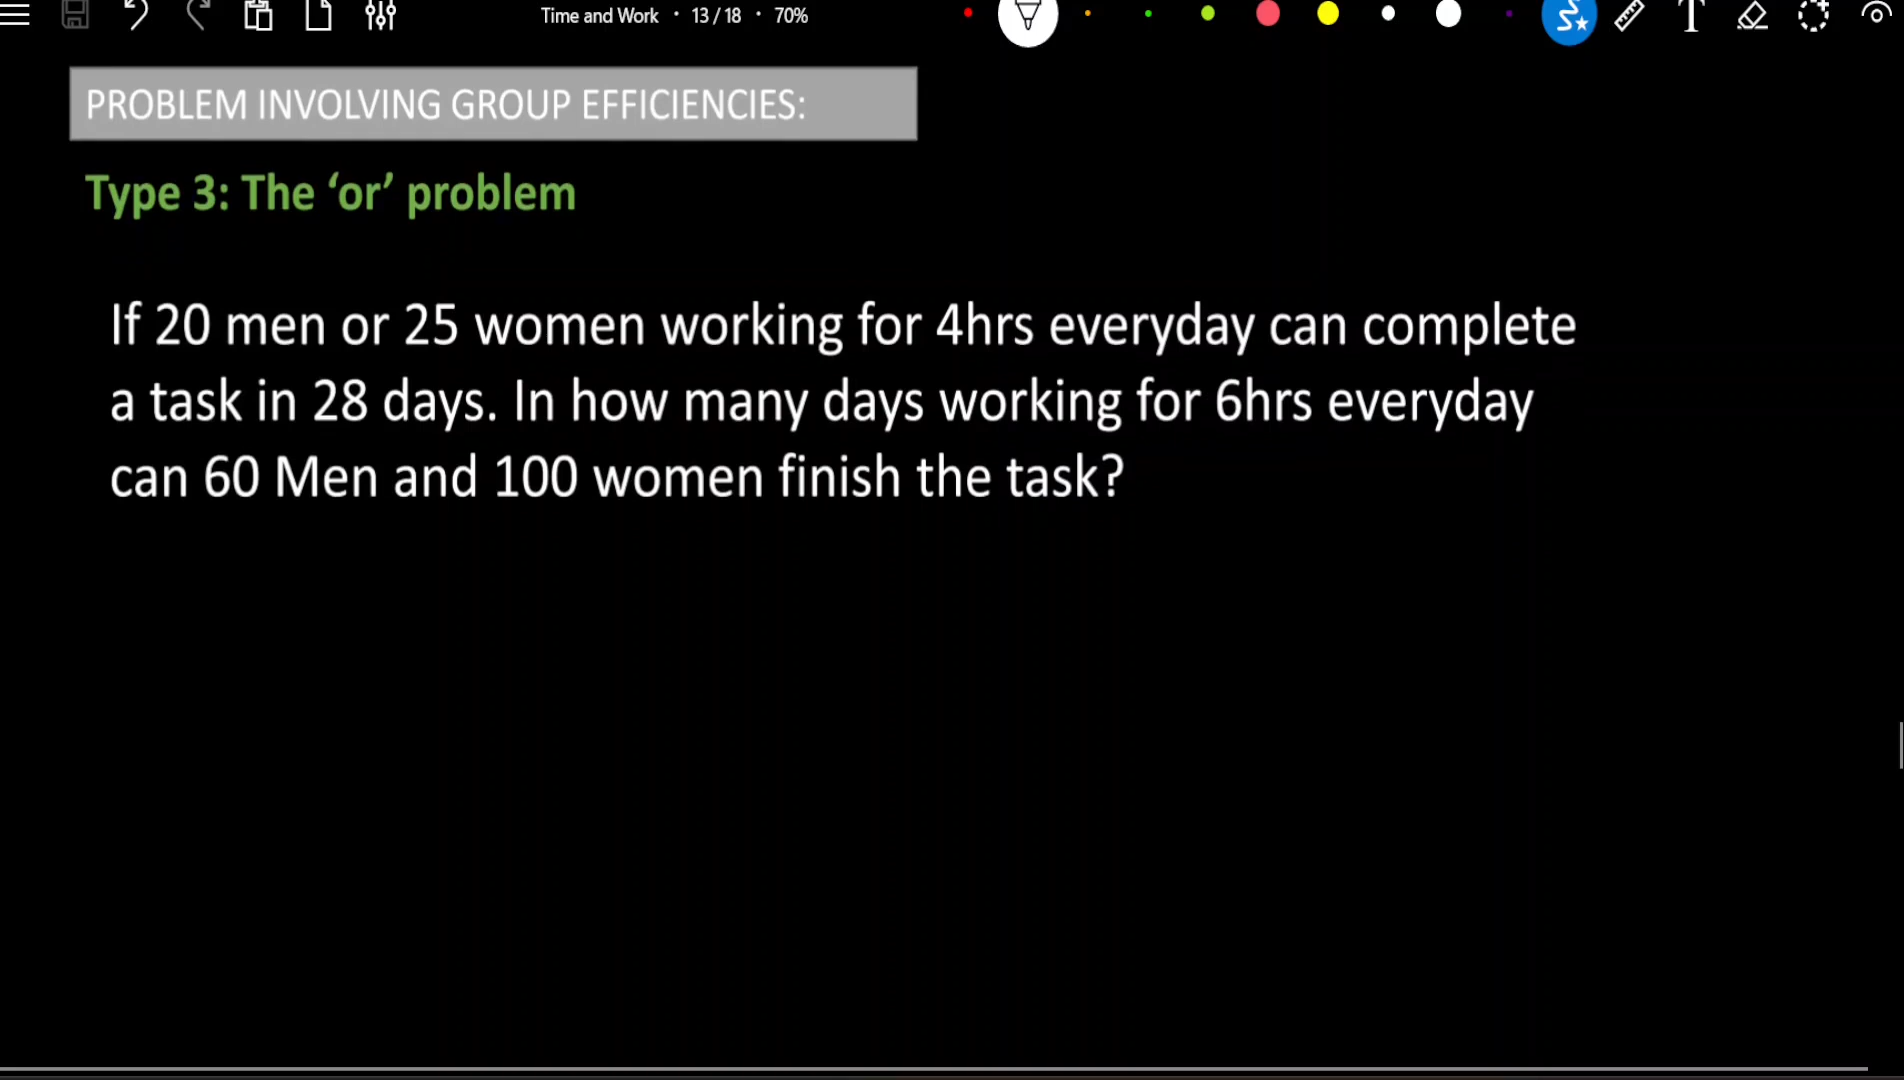 Time and Work • 13 / 18 • 70%
T
PROBLEM INVOLVING GROUP EFFICIENCIES:
Type 3: The ‘or’ problem
If 20 men or 25 women working for 4hrs everyday can complete
a task in 28 days. In how many days working for 6hrs everyday
can 60 Men and 100 women finish the task?